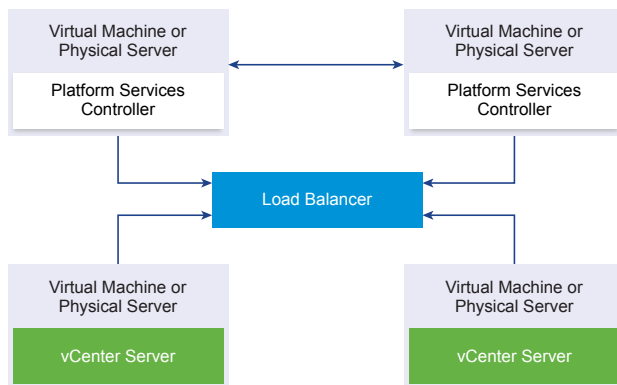 Virtual Machine or
Physical Server
Platform Services
Controller
Virtual Machine or
Physical Server
Platform Services
Controller
Load Balancer
Virtual Machine or
Physical Server
vCenter Server
Virtual Machine or
Physical Server
vCenter Server